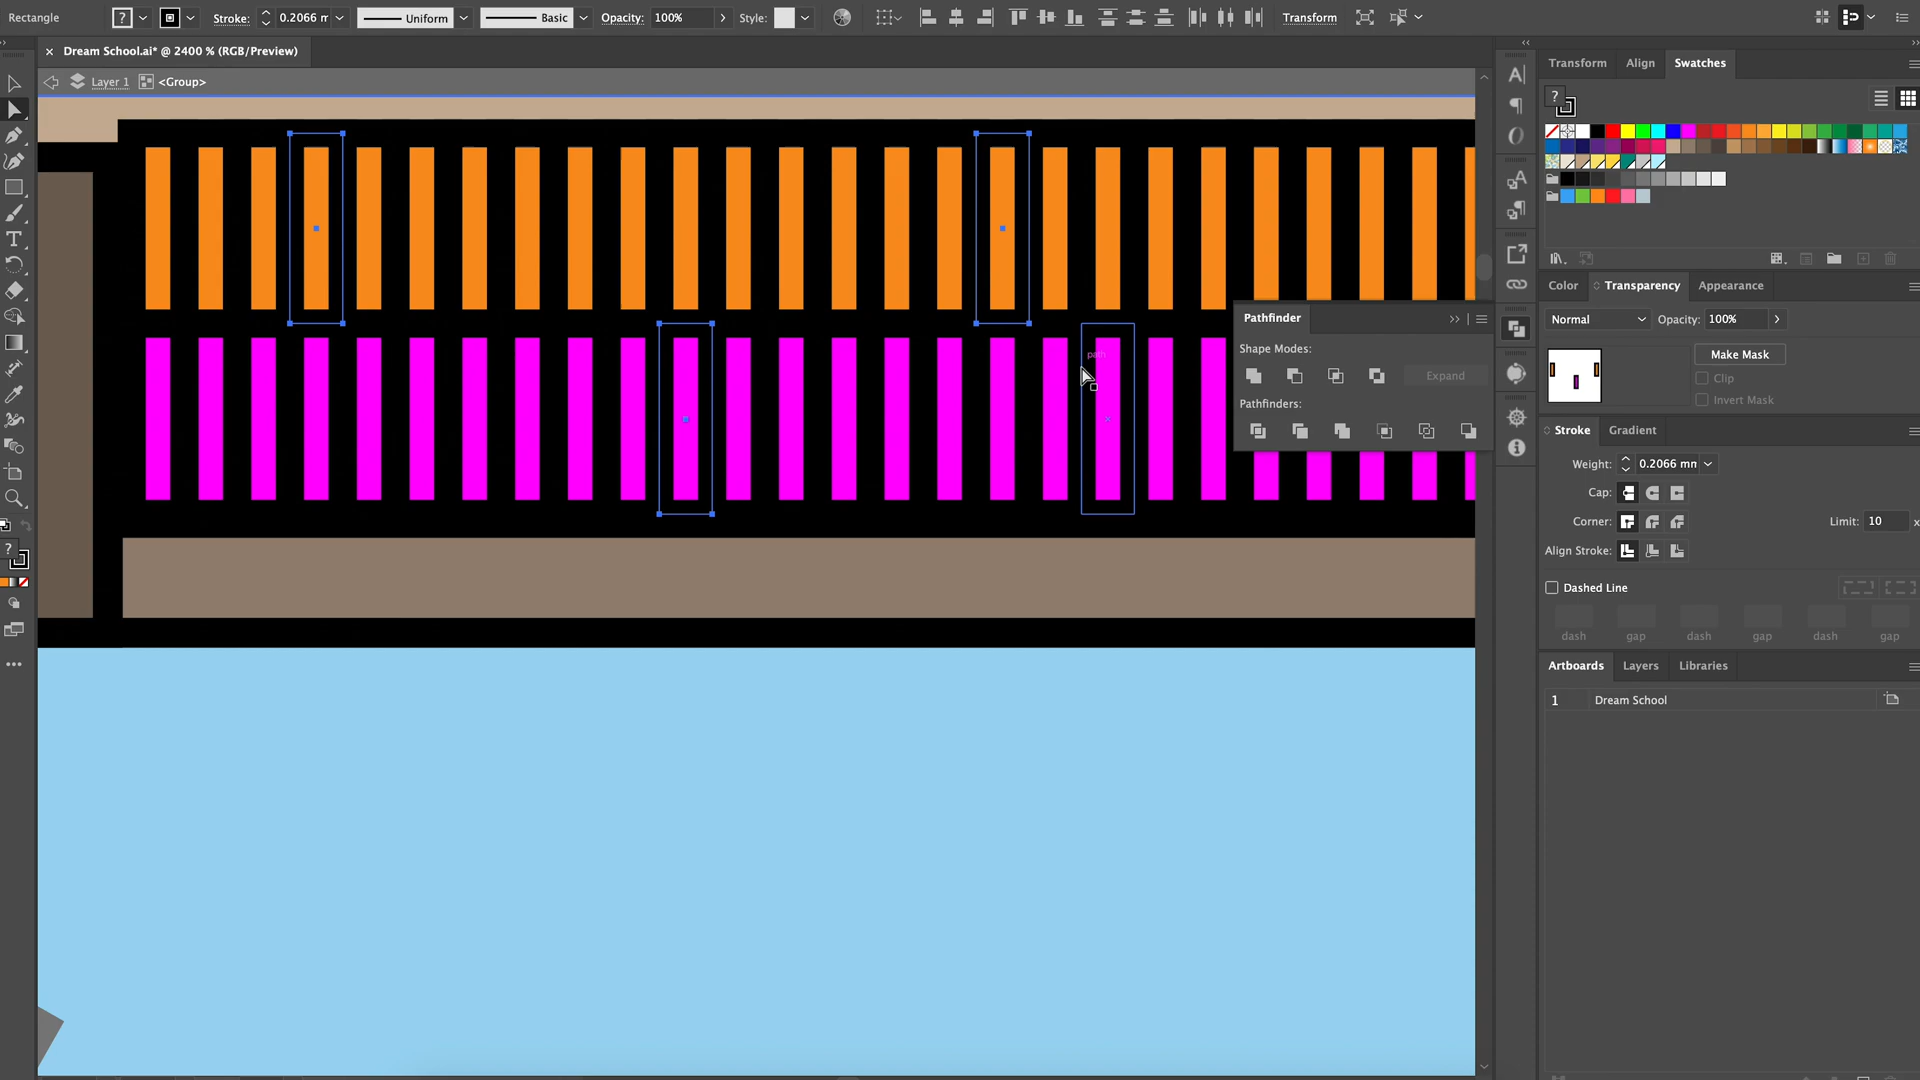 Rectangle
?
Stroke:
0.2066 m
Uniform
Basic
Opacity:
100%
Style:
Transform
× Dream School.ai* @ 2400 % (RGB/Preview)
Layer 1
<Group>
Transform
Align
Swatches
?
Color
Transparency
Appearance
Normal
Opacity:
100%
Make Mask
Clip
Invert Mask
Pathfinder
Shape Modes:
Expand
Pathfinders:
path
Stroke
Gradient
Weight:
0.2066 mn
Cap:
Corner:
Limit:
10
x
Align Stroke:
Dashed Line
dash
gap
dash
gap
dash
gap
Artboards
Layers
Libraries
1
Dream School
?